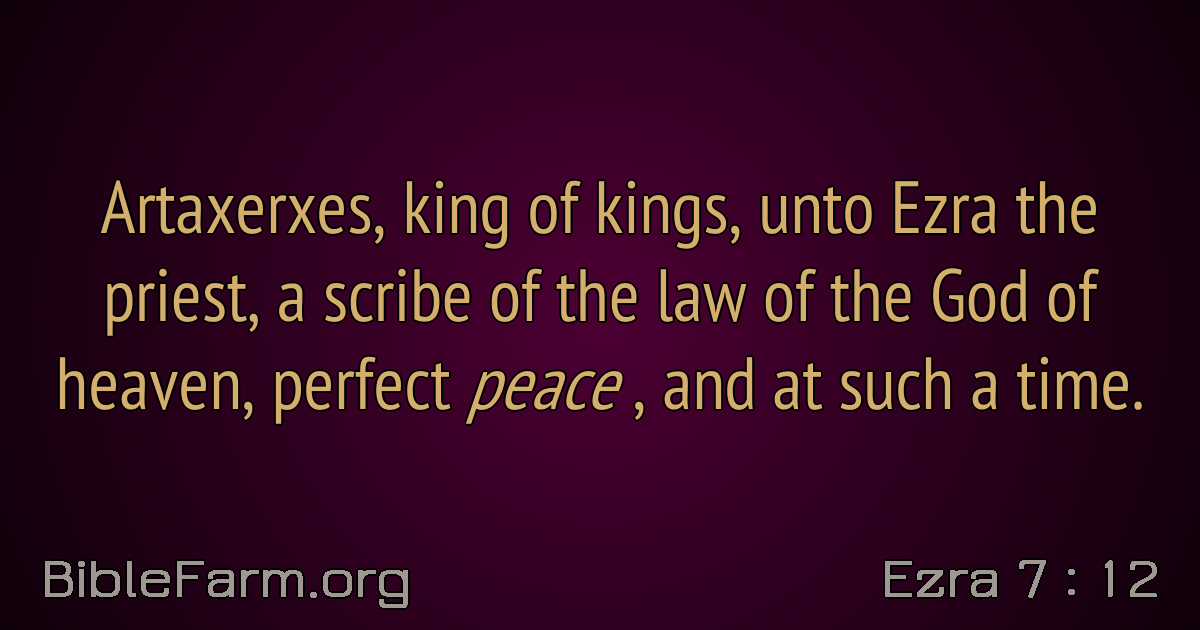 Artaxerxes, king of kings, unto Ezra the
priest, a scribe of the law of the God of
heaven, perfect peace , and at such a time.
BibleFarm.org
Ezra 7 : 12